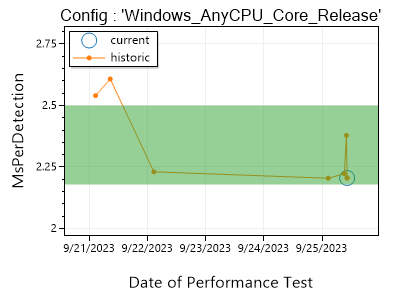 Config : 'Windows_AnyCPU_Core_Release'
current
historic
2.75
2.5
2.25
2
MsPerDetection
9/21/2023 9/22/2023 9/23/2023 9/24/2023 9/25/2023
Date of Performance Test